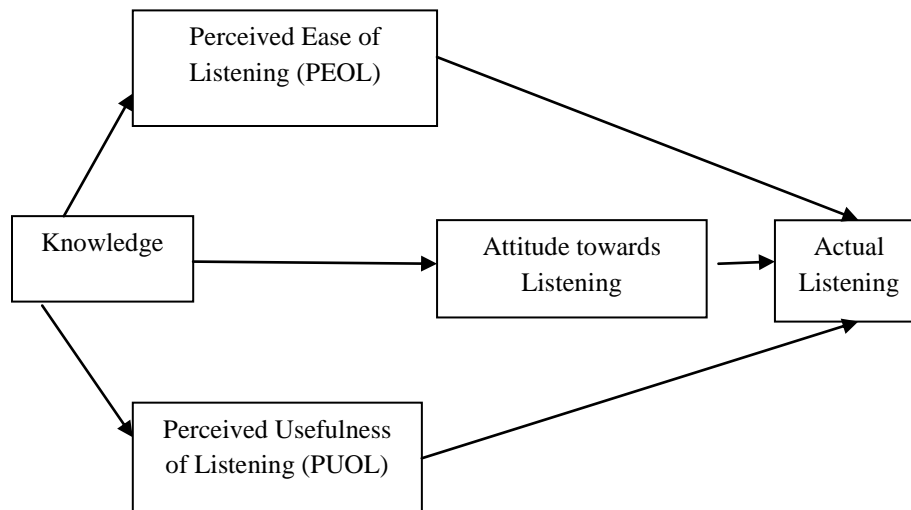 Perceived Ease of
Listening (PEOL)
Knowledge
Attitude towards
Listening
Actual
Listening
Perceived Usefulness
of Listening (PUOL)